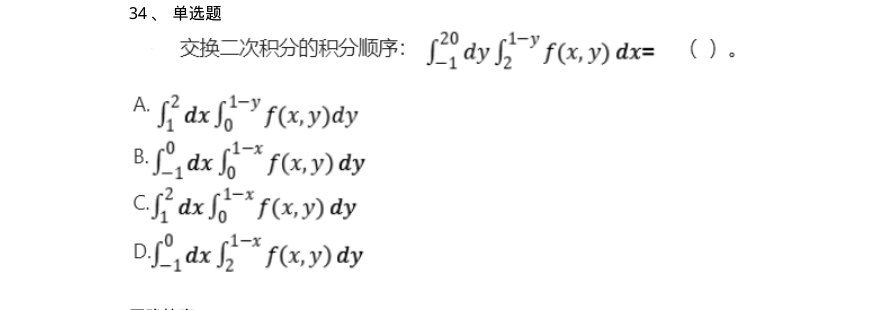 34 、 单选题
交换二次积分的积分顺序： ∫_{-1}^{20} dy ∫_{2}^{1-y} f(x, y) dx= （ ）。
A. ∫_{1}^{2} dx ∫_{0}^{1-y} f(x, y)dy
B. ∫_{-1}^{0} dx ∫_{0}^{1-x} f(x, y) dy
C. ∫_{1}^{2} dx ∫_{0}^{1-x} f(x, y) dy
D. ∫_{-1}^{0} dx ∫_{2}^{1-x} f(x, y) dy